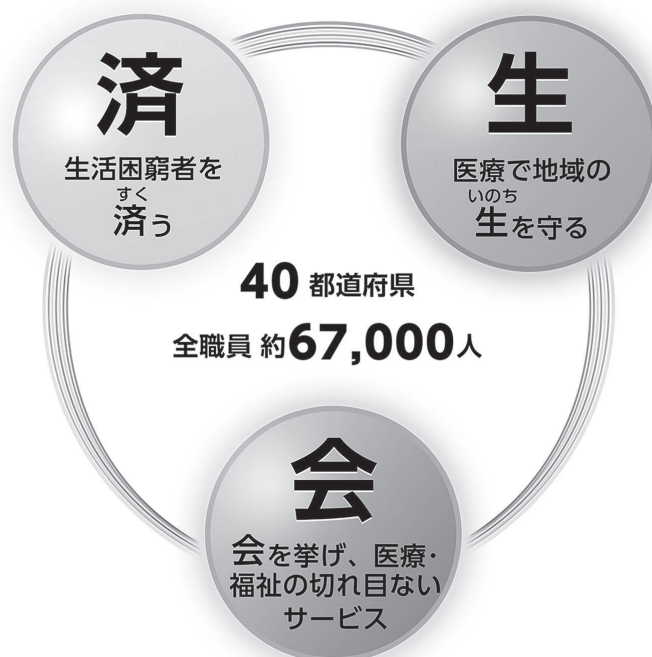 済
生活困窮者を
すく
済う
生
医療で地域の
いのち
生を守る
40 都道府県
全職員 約67,000人
会
会を挙げ、医療・
福祉の切れ目ない
サービス